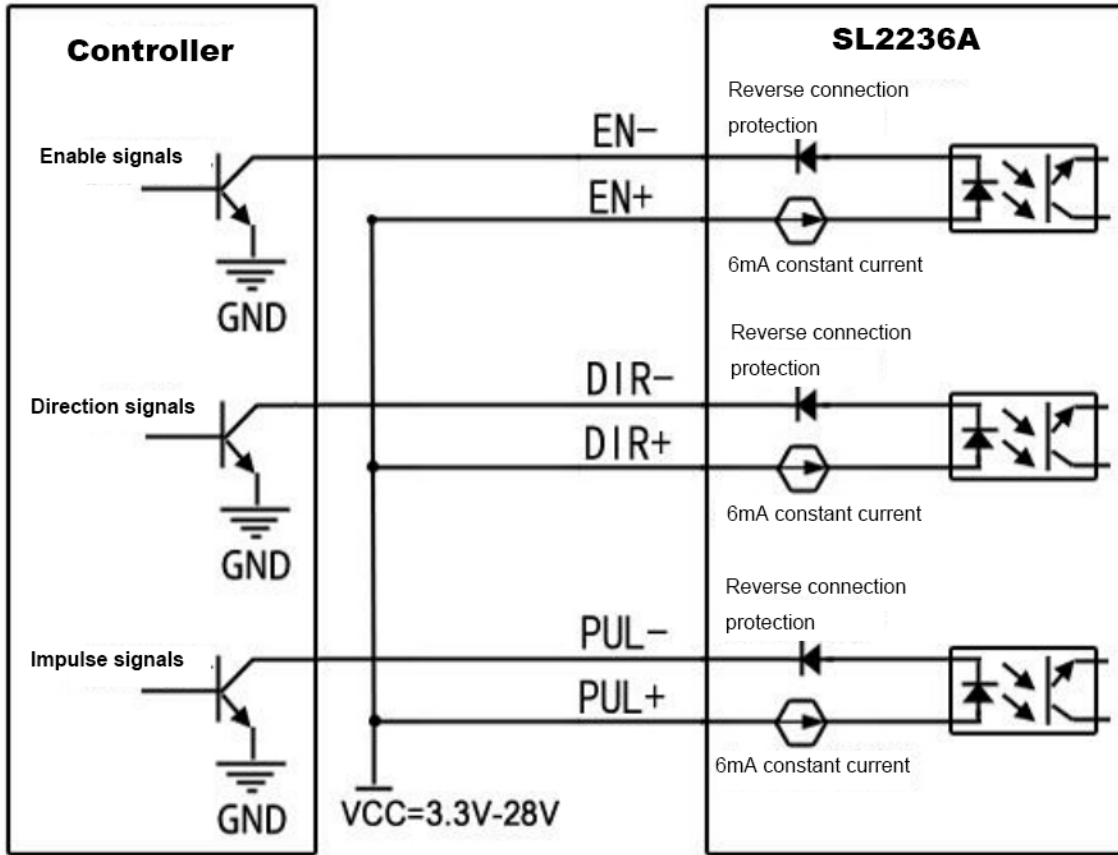 Controller
SL2236A
Reverse connection
protection
EN-
Enable signals
EN+
6mA constant current
GND
Reverse connection
protection
DIR-
Direction signals
DIR+
6mA constant current
GND
Reverse connection
protection
PUL-
Impulse signals
PUL+
6mA constant current
GND
VCC=3.3V-28V